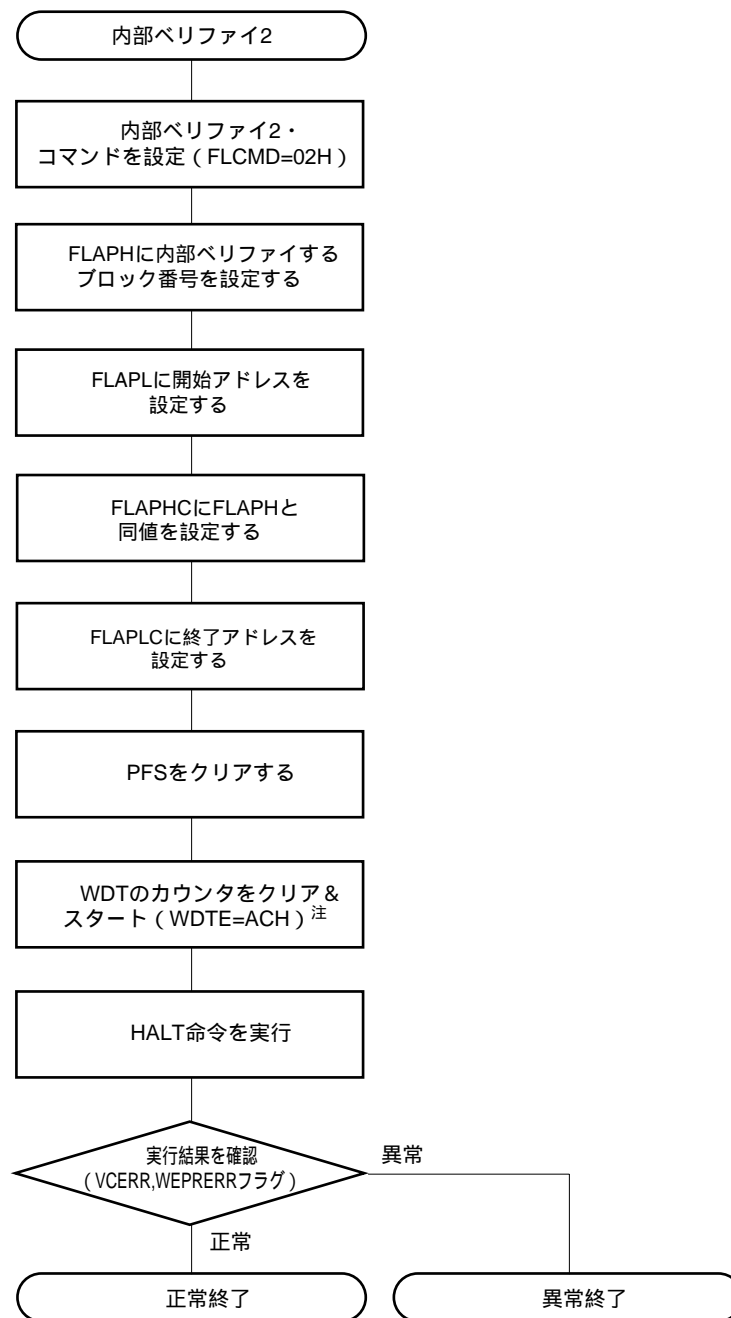 内部ベリファイ2
内部ベリファイ2・
コマンドを設定（FLCMD=02H）
FLAPHに内部ベリファイする
ブロック番号を設定する
FLAPLに開始アドレスを
設定する
FLAPHCにFLAPHと
同値を設定する
FLAPLCに終了アドレスを
設定する
PFSをクリアする
WDTのカウンタをクリア＆
スタート（WDTE=ACH）注
HALT命令を実行
実行結果を確認
（VCERR,WEPRERRフラグ）
異常
正常
正常終了
異常終了